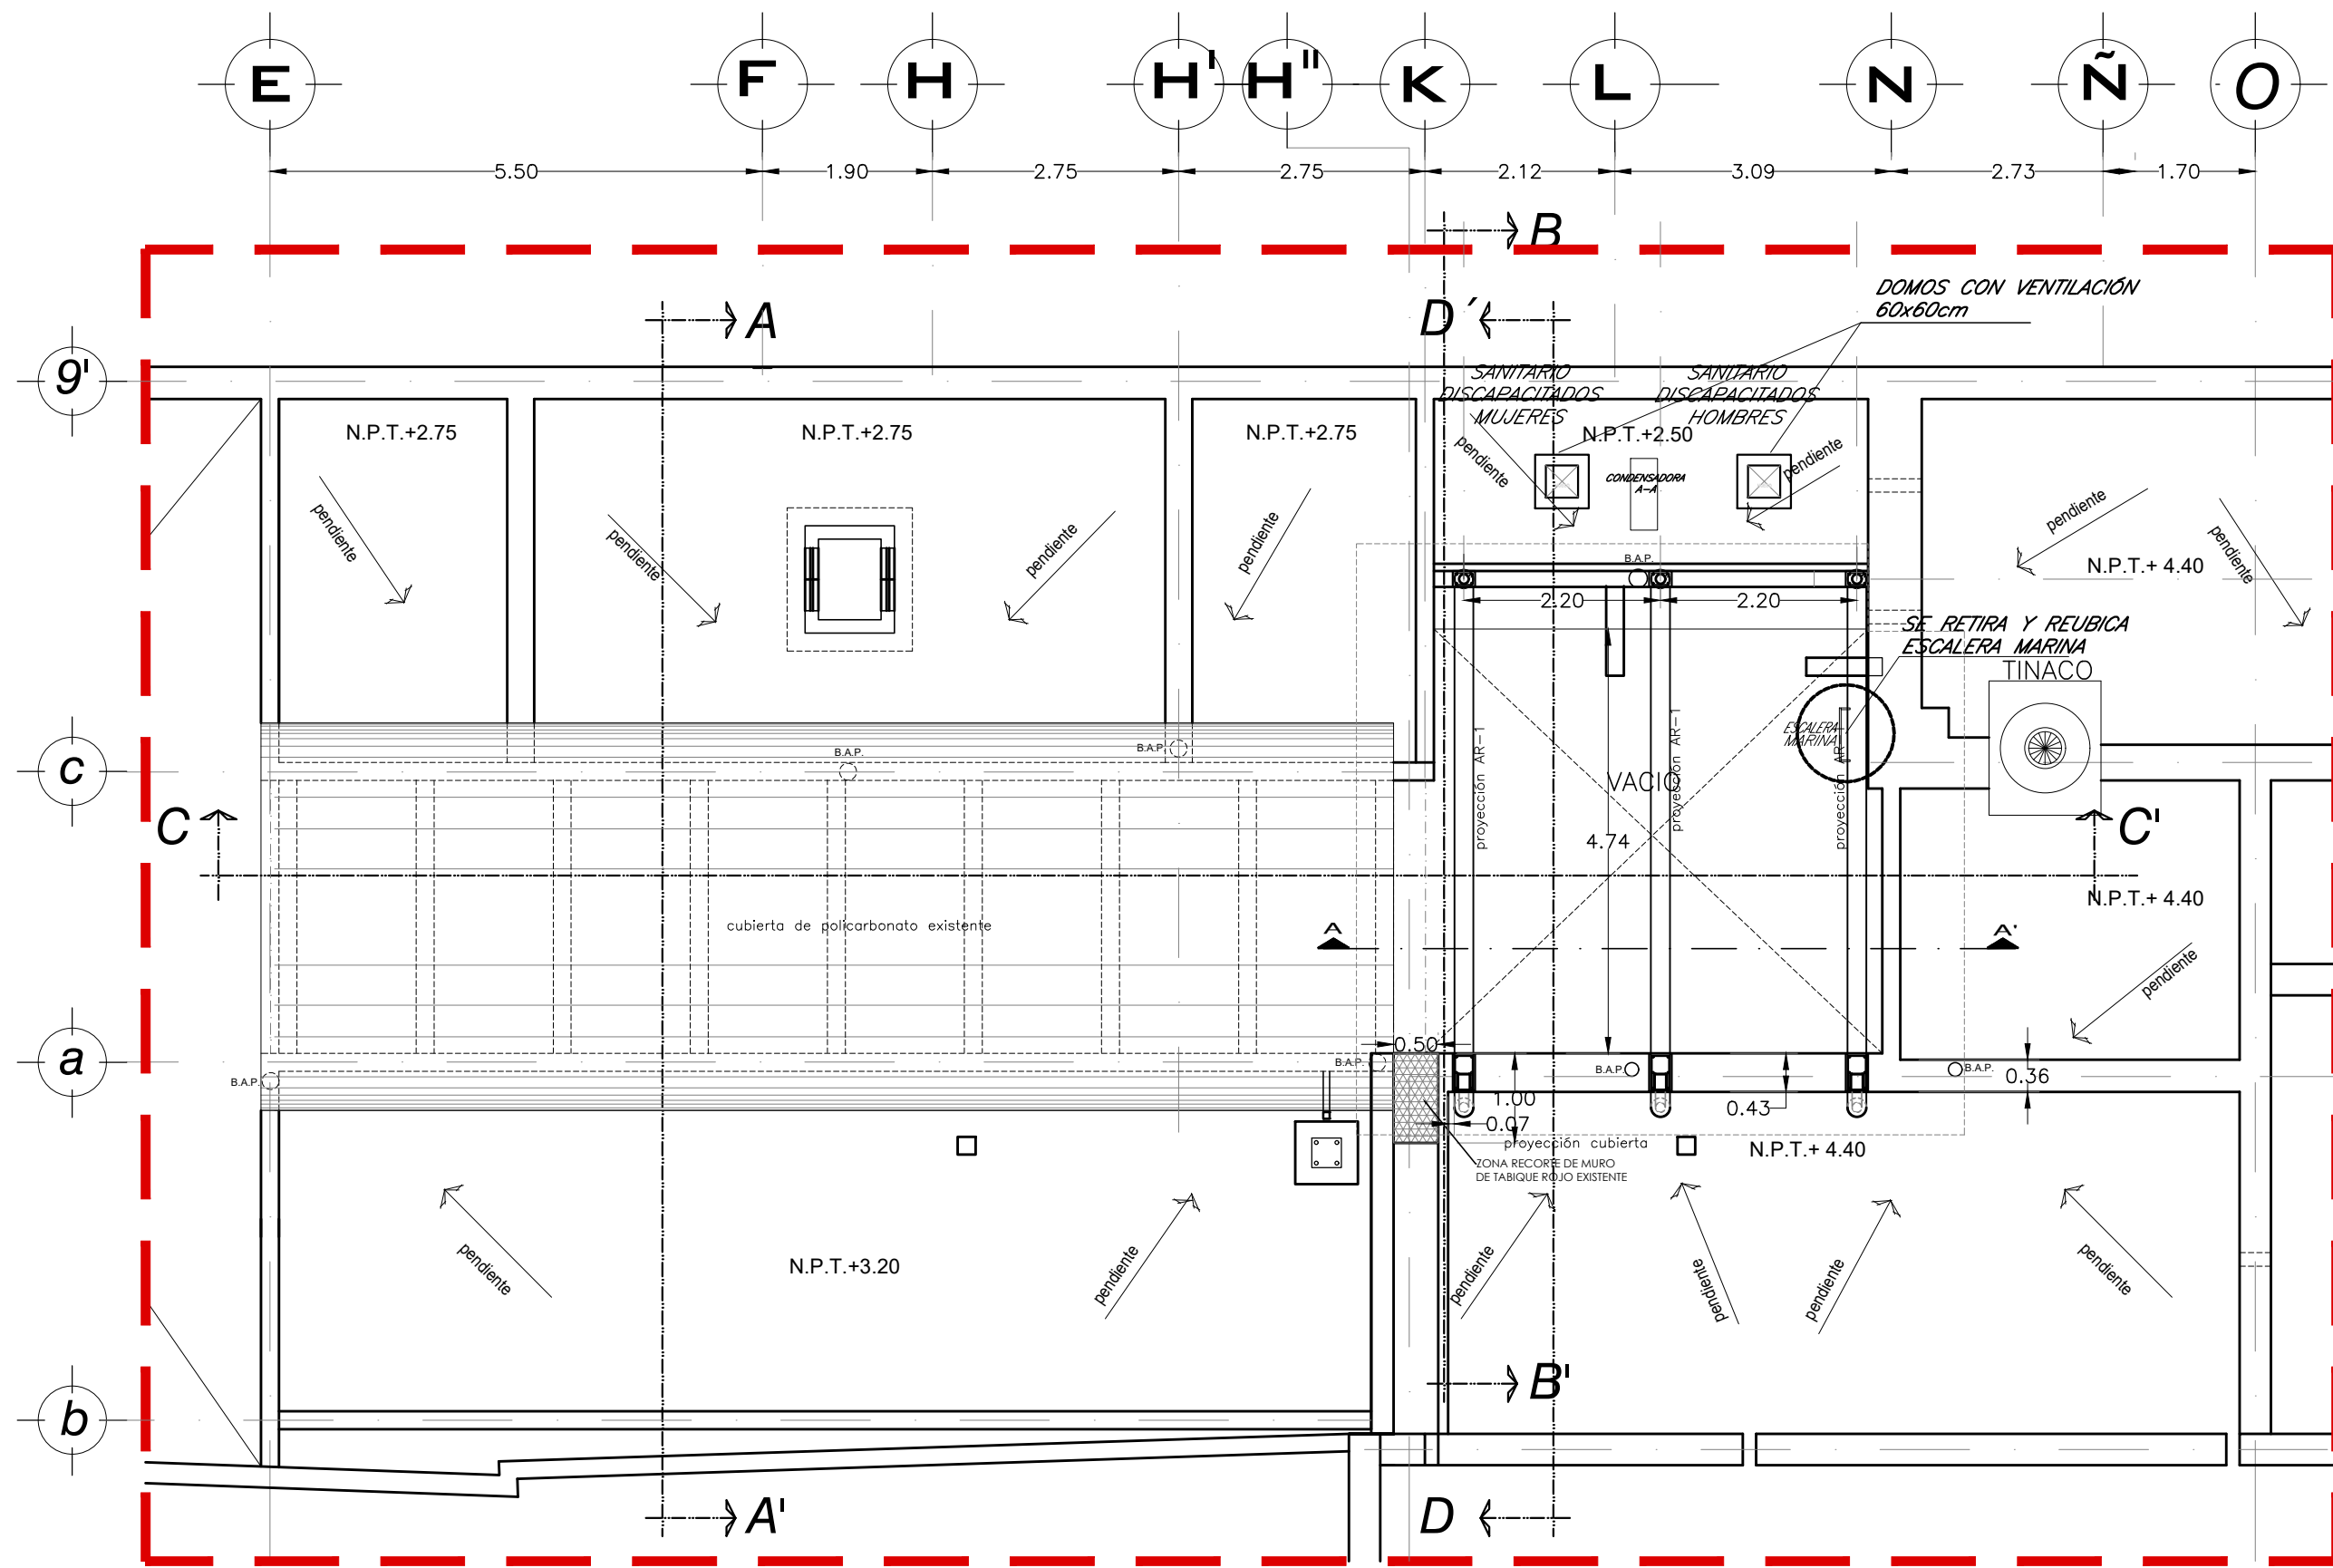 E F H H' H" K L N Ñ O
5.50 1.90 2.75 2.75 2.12 3.09 2.73 1.70
B
A
D´
DOMOS CON VENTILACIÓN
60x60cm
9'
SANITARIO
DISCAPACITADOS
MUJERES
SANITARIO
DISCAPACITADOS
HOMBRES
N.P.T.+2.75
N.P.T.+2.75
N.P.T.+2.75
N.P.T.+2.50
pendiente
pendiente
CONDENSADORA
A-A
pendiente
pendiente
pendiente
pendiente
pendiente
pendiente
N.P.T.+ 4.40
B.A.P.
2.20
2.20
SE RETIRA Y REUBICA
ESCALERA MARINA
TINACO
ESCALERA
MARINA
proyección AR-1
proyección AR-1
proyección AR-1
VACIO
4.74
B.A.P.
B.A.P.
c
C
C'
cubierta de policarbonato existente
A
A'
N.P.T.+ 4.40
pendiente
a
0.50
B.A.P.
B.A.P.
B.A.P.
B.A.P.
0.36
1.00
0.07
0.43
proyección cubierta
N.P.T.+ 4.40
ZONA RECORTE DE MURO
DE TABIQUE ROJO EXISTENTE
N.P.T.+3.20
pendiente
pendiente
pendiente
pendiente
pendiente
pendiente
B'
b
A'
D